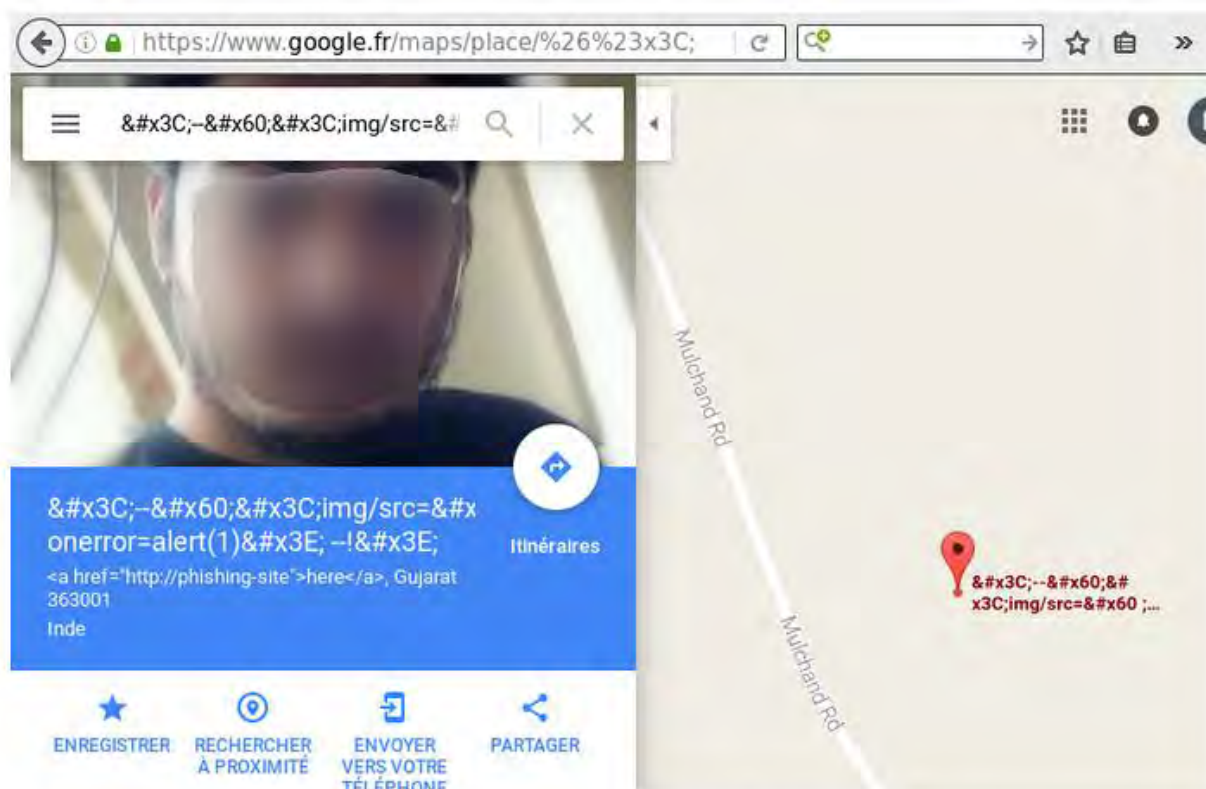 https://www.google.fr/maps/place/%26%23x3C;
&#x3C;–&#x60;&#x3C;img/src=&#
&#x3C;–&#x60;&#x3C;img/src=&#x
onerror=alert(1)&#x3E; –!&#x3E;
Itinéraires
<a href="http://phishing-site">here</a>, Gujarat
363001
Inde
ENREGISTRER
RECHERCHER
À PROXIMITÉ
ENVOYER
VERS VOTRE
TÉLÉPHONE
PARTAGER
Mulchand Rd
&#x3C;--&#x60;&#
x3C;img/src=&#x60 ;...
Mulchand Rd